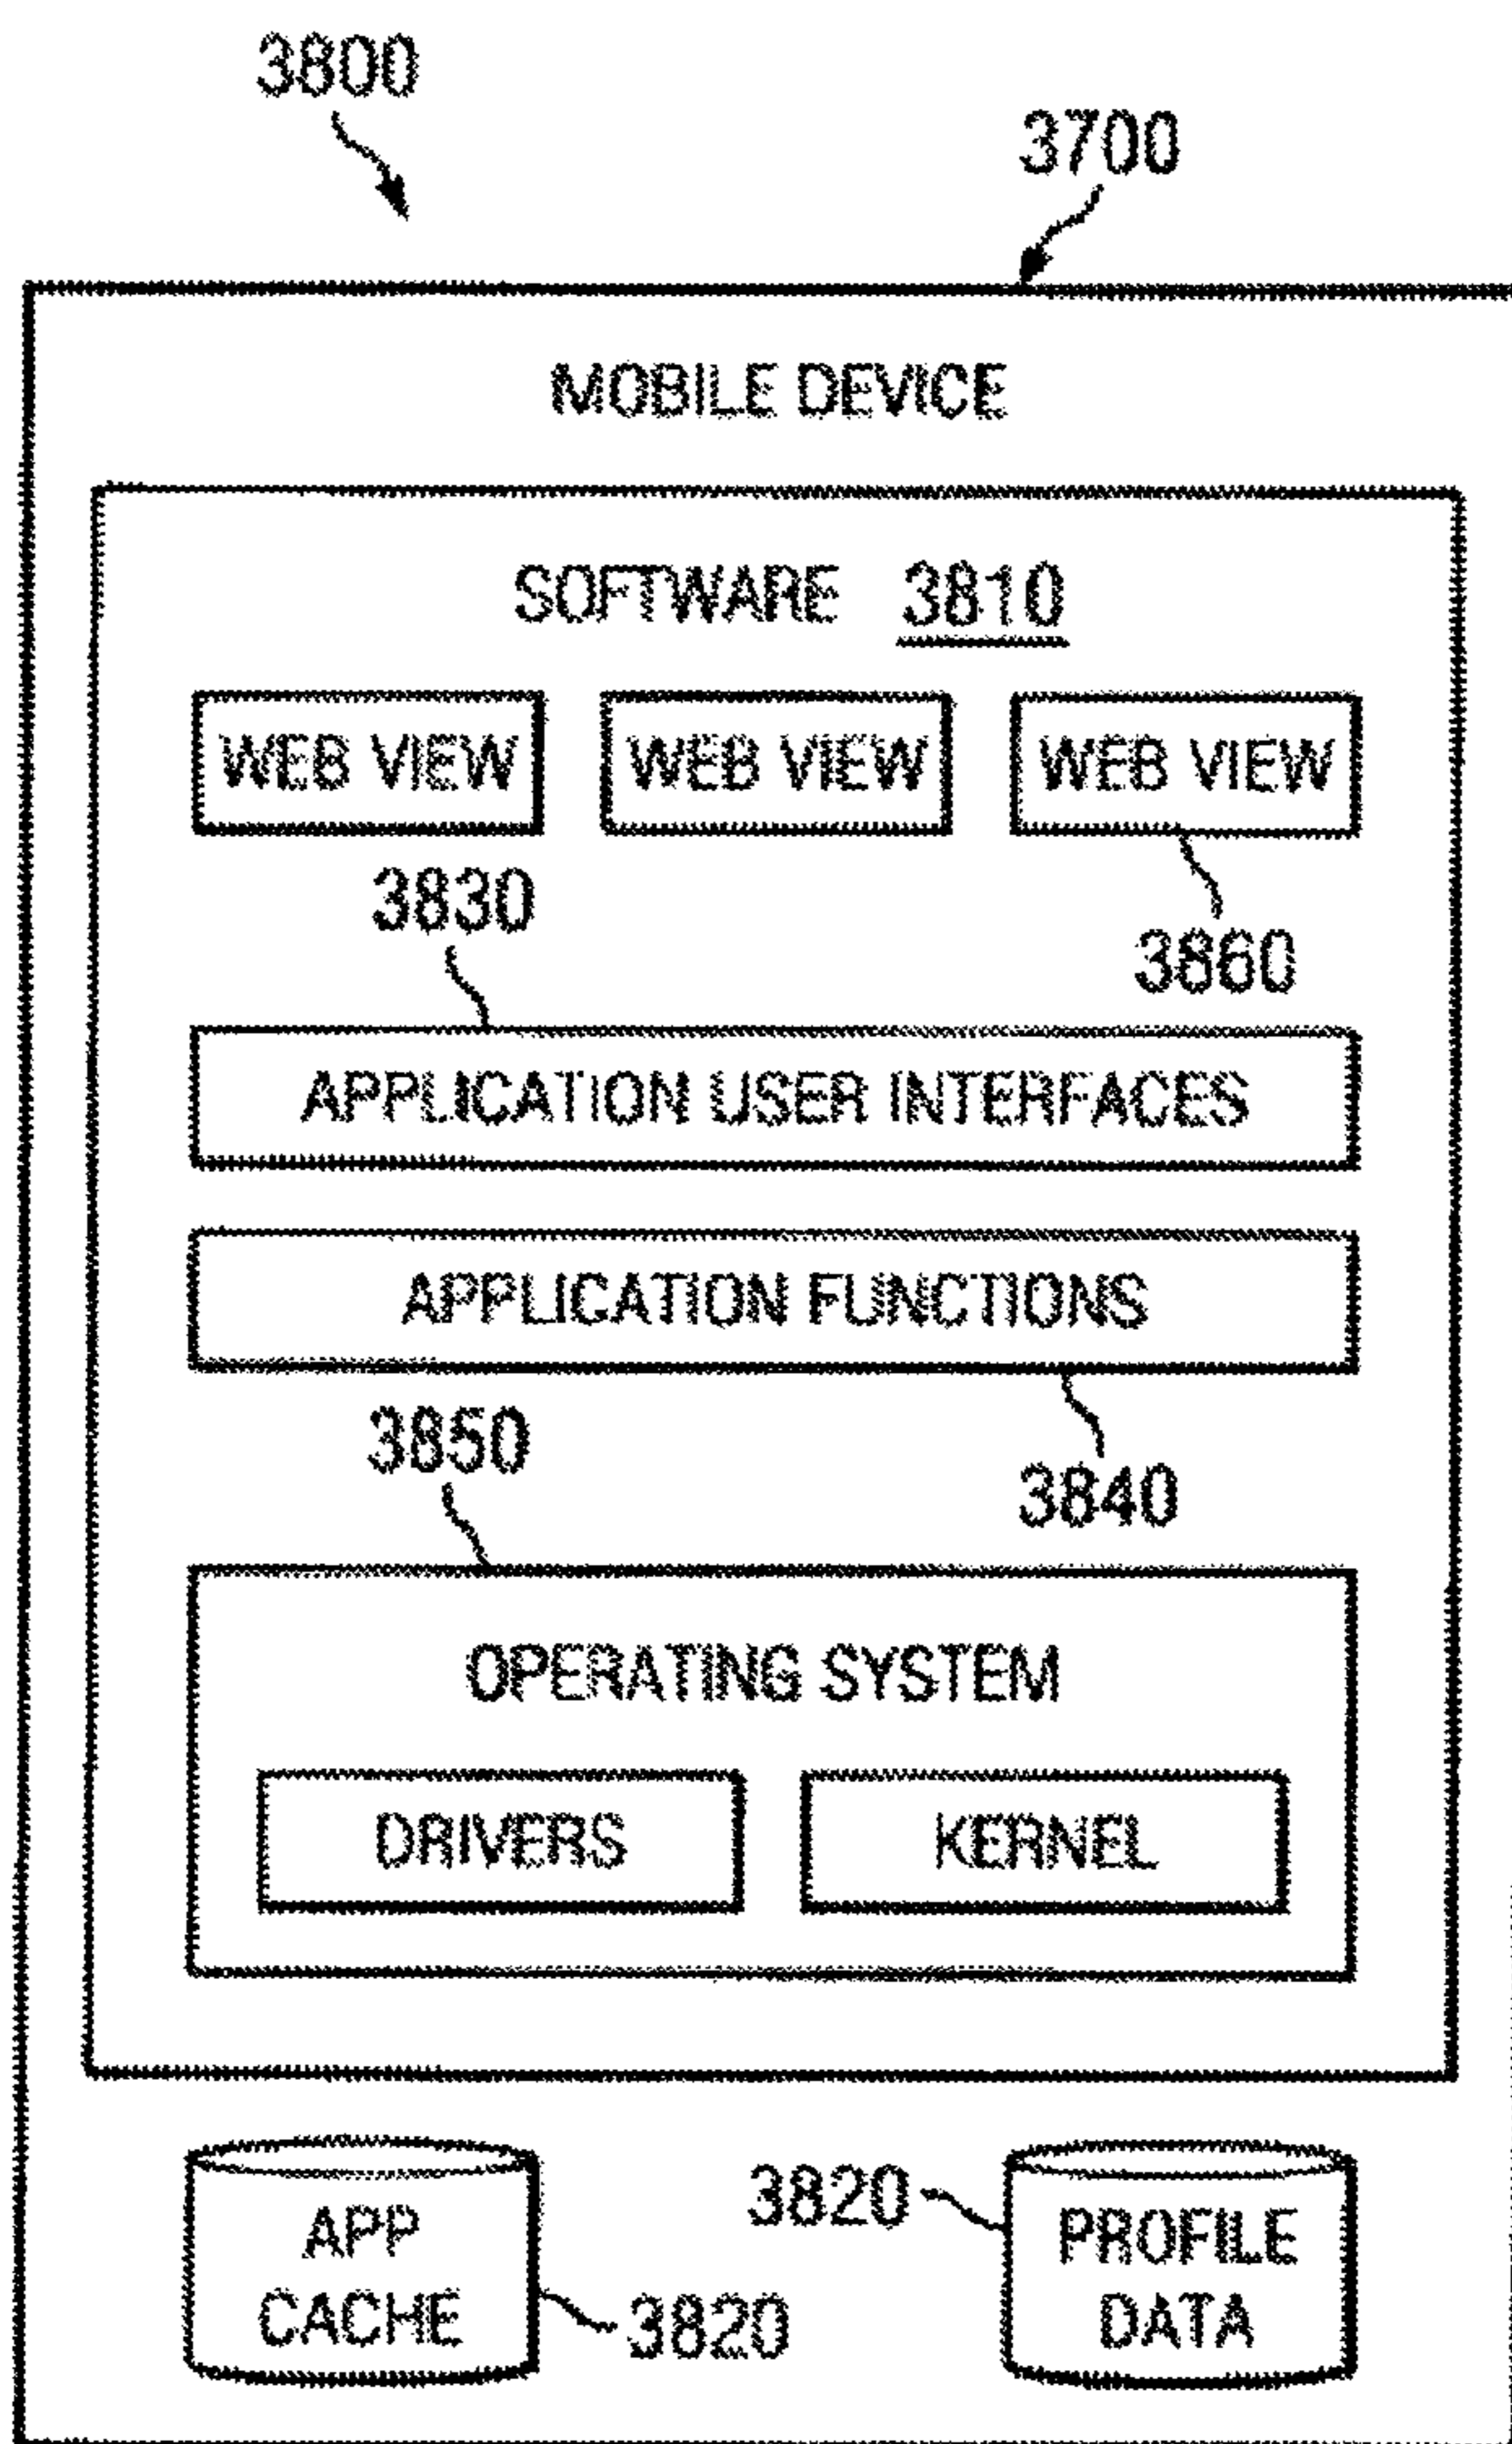 3800
3700
MOBILE DEVICE
SOFTWARE 3810
WEB VIEW WEB VIEW WEB VIEW
3830
3860
APPLICATION USER INTERFACES
APPLICATION FUNCTIONS
3850
3840
OPERATING SYSTEM
DRIVERS KERNEL
APP CACHE
3820
3820
PROFILE DATA